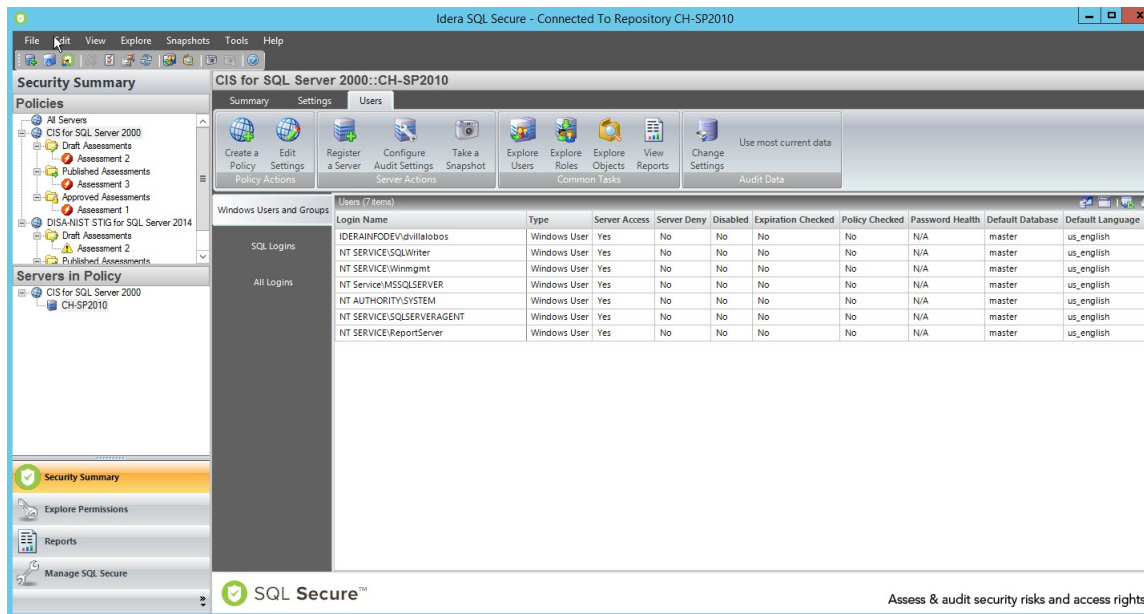 Idera SQL Secure - Connected To Repository CH-SP2010
File Edit View Explore Snapshots Tools Help
Security Summary
Policies
All Servers
CIS for SQL Server 2000
Draft Assessments
Assessment 2
Published Assessments
Assessment 3
Approved Assessments
Assessment 1
DISA-NIST STIG for SQL Server 2014
Draft Assessments
Assessment 2
Published Assessments
Servers in Policy
CIS for SQL Server 2000
CH-SP2010
Security Summary
Explore Permissions
Reports
Manage SQL Secure
CIS for SQL Server 2000::CH-SP2010
Summary Settings Users
Create a Policy
Edit Settings
Policy Actions
Register a Server
Configure Audit Settings
Take a Snapshot
Server Actions
Explore Users
Explore Roles
Explore Objects
View Reports
Common Tasks
Change Settings
Use most current data
Audit Data
Windows Users and Groups
SQL Logins
All Logins
Users (7 items)
Login Name Type Server Access Server Deny Disabled Expiration Checked Policy Checked Password Health Default Database Default Language
IDERAINFODEV\dvillalobos Windows User Yes No No No No N/A master us_english
NT SERVICE\SQLWriter Windows User Yes No No No No N/A master us_english
NT SERVICE\Winmgmt Windows User Yes No No No No N/A master us_english
NT Service\MSSQLSERVER Windows User Yes No No No No N/A master us_english
NT AUTHORITY\SYSTEM Windows User Yes No No No No N/A master us_english
NT SERVICE\SQLSERVERAGENT Windows User Yes No No No No N/A master us_english
NT SERVICE\ReportServer Windows User Yes No No No No N/A master us_english
SQL Secure™
Assess & audit security risks and access rights